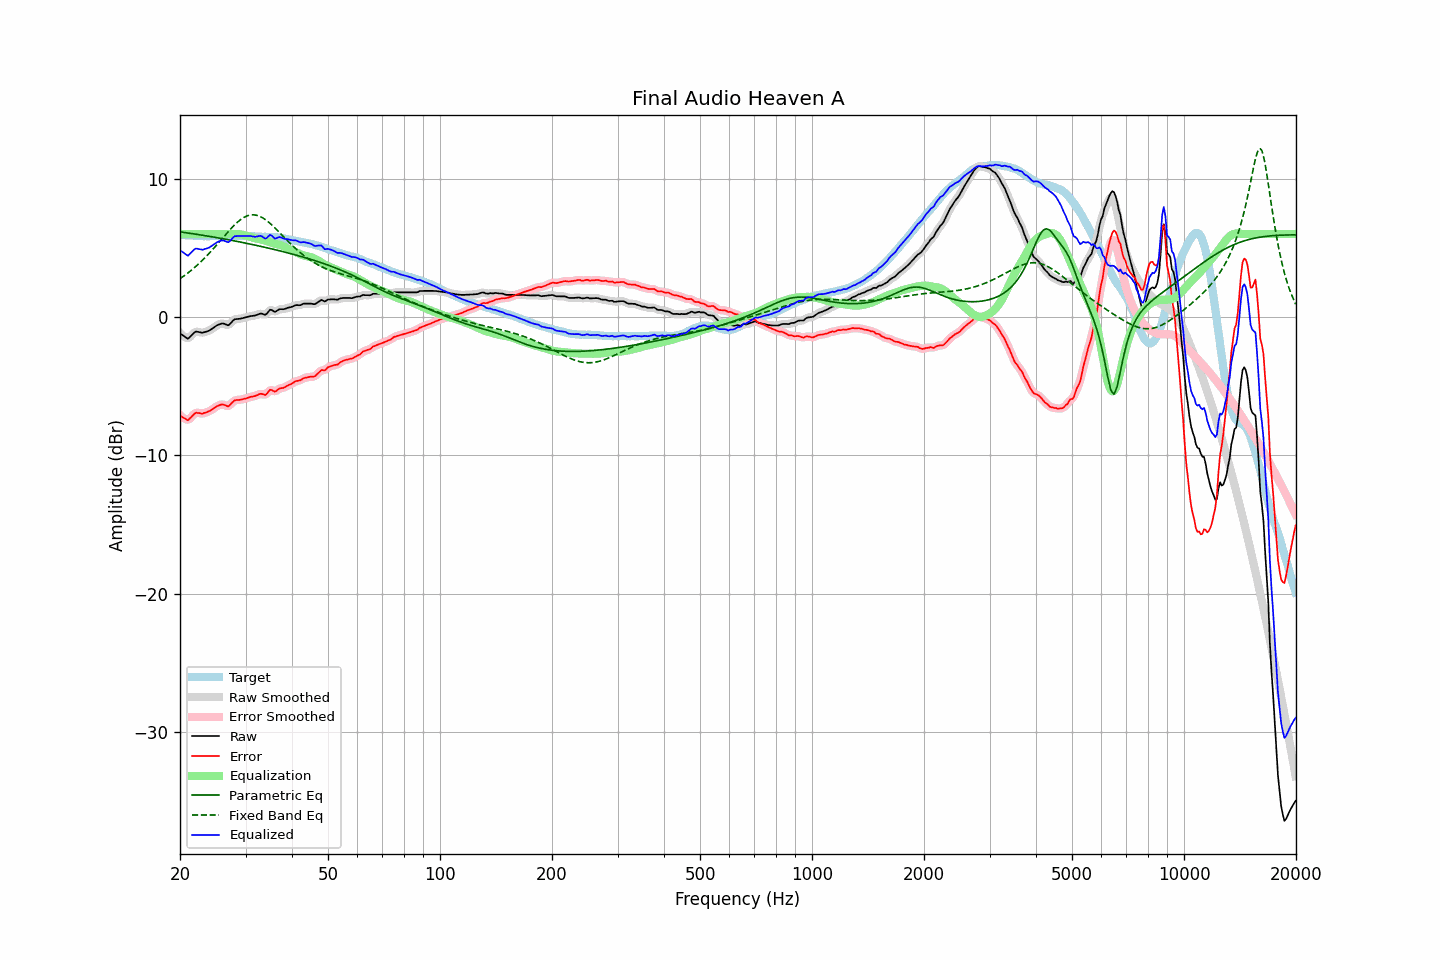 Final Audio Heaven A
Amplitude (dBr)
10
0
−10
−20
−30
Target
Raw Smoothed
Error Smoothed
Raw
Error
Equalization
Parametric Eq
Fixed Band Eq
Equalized
20 50 100 200 500 1000 2000 5000 10000 20000
Frequency (Hz)